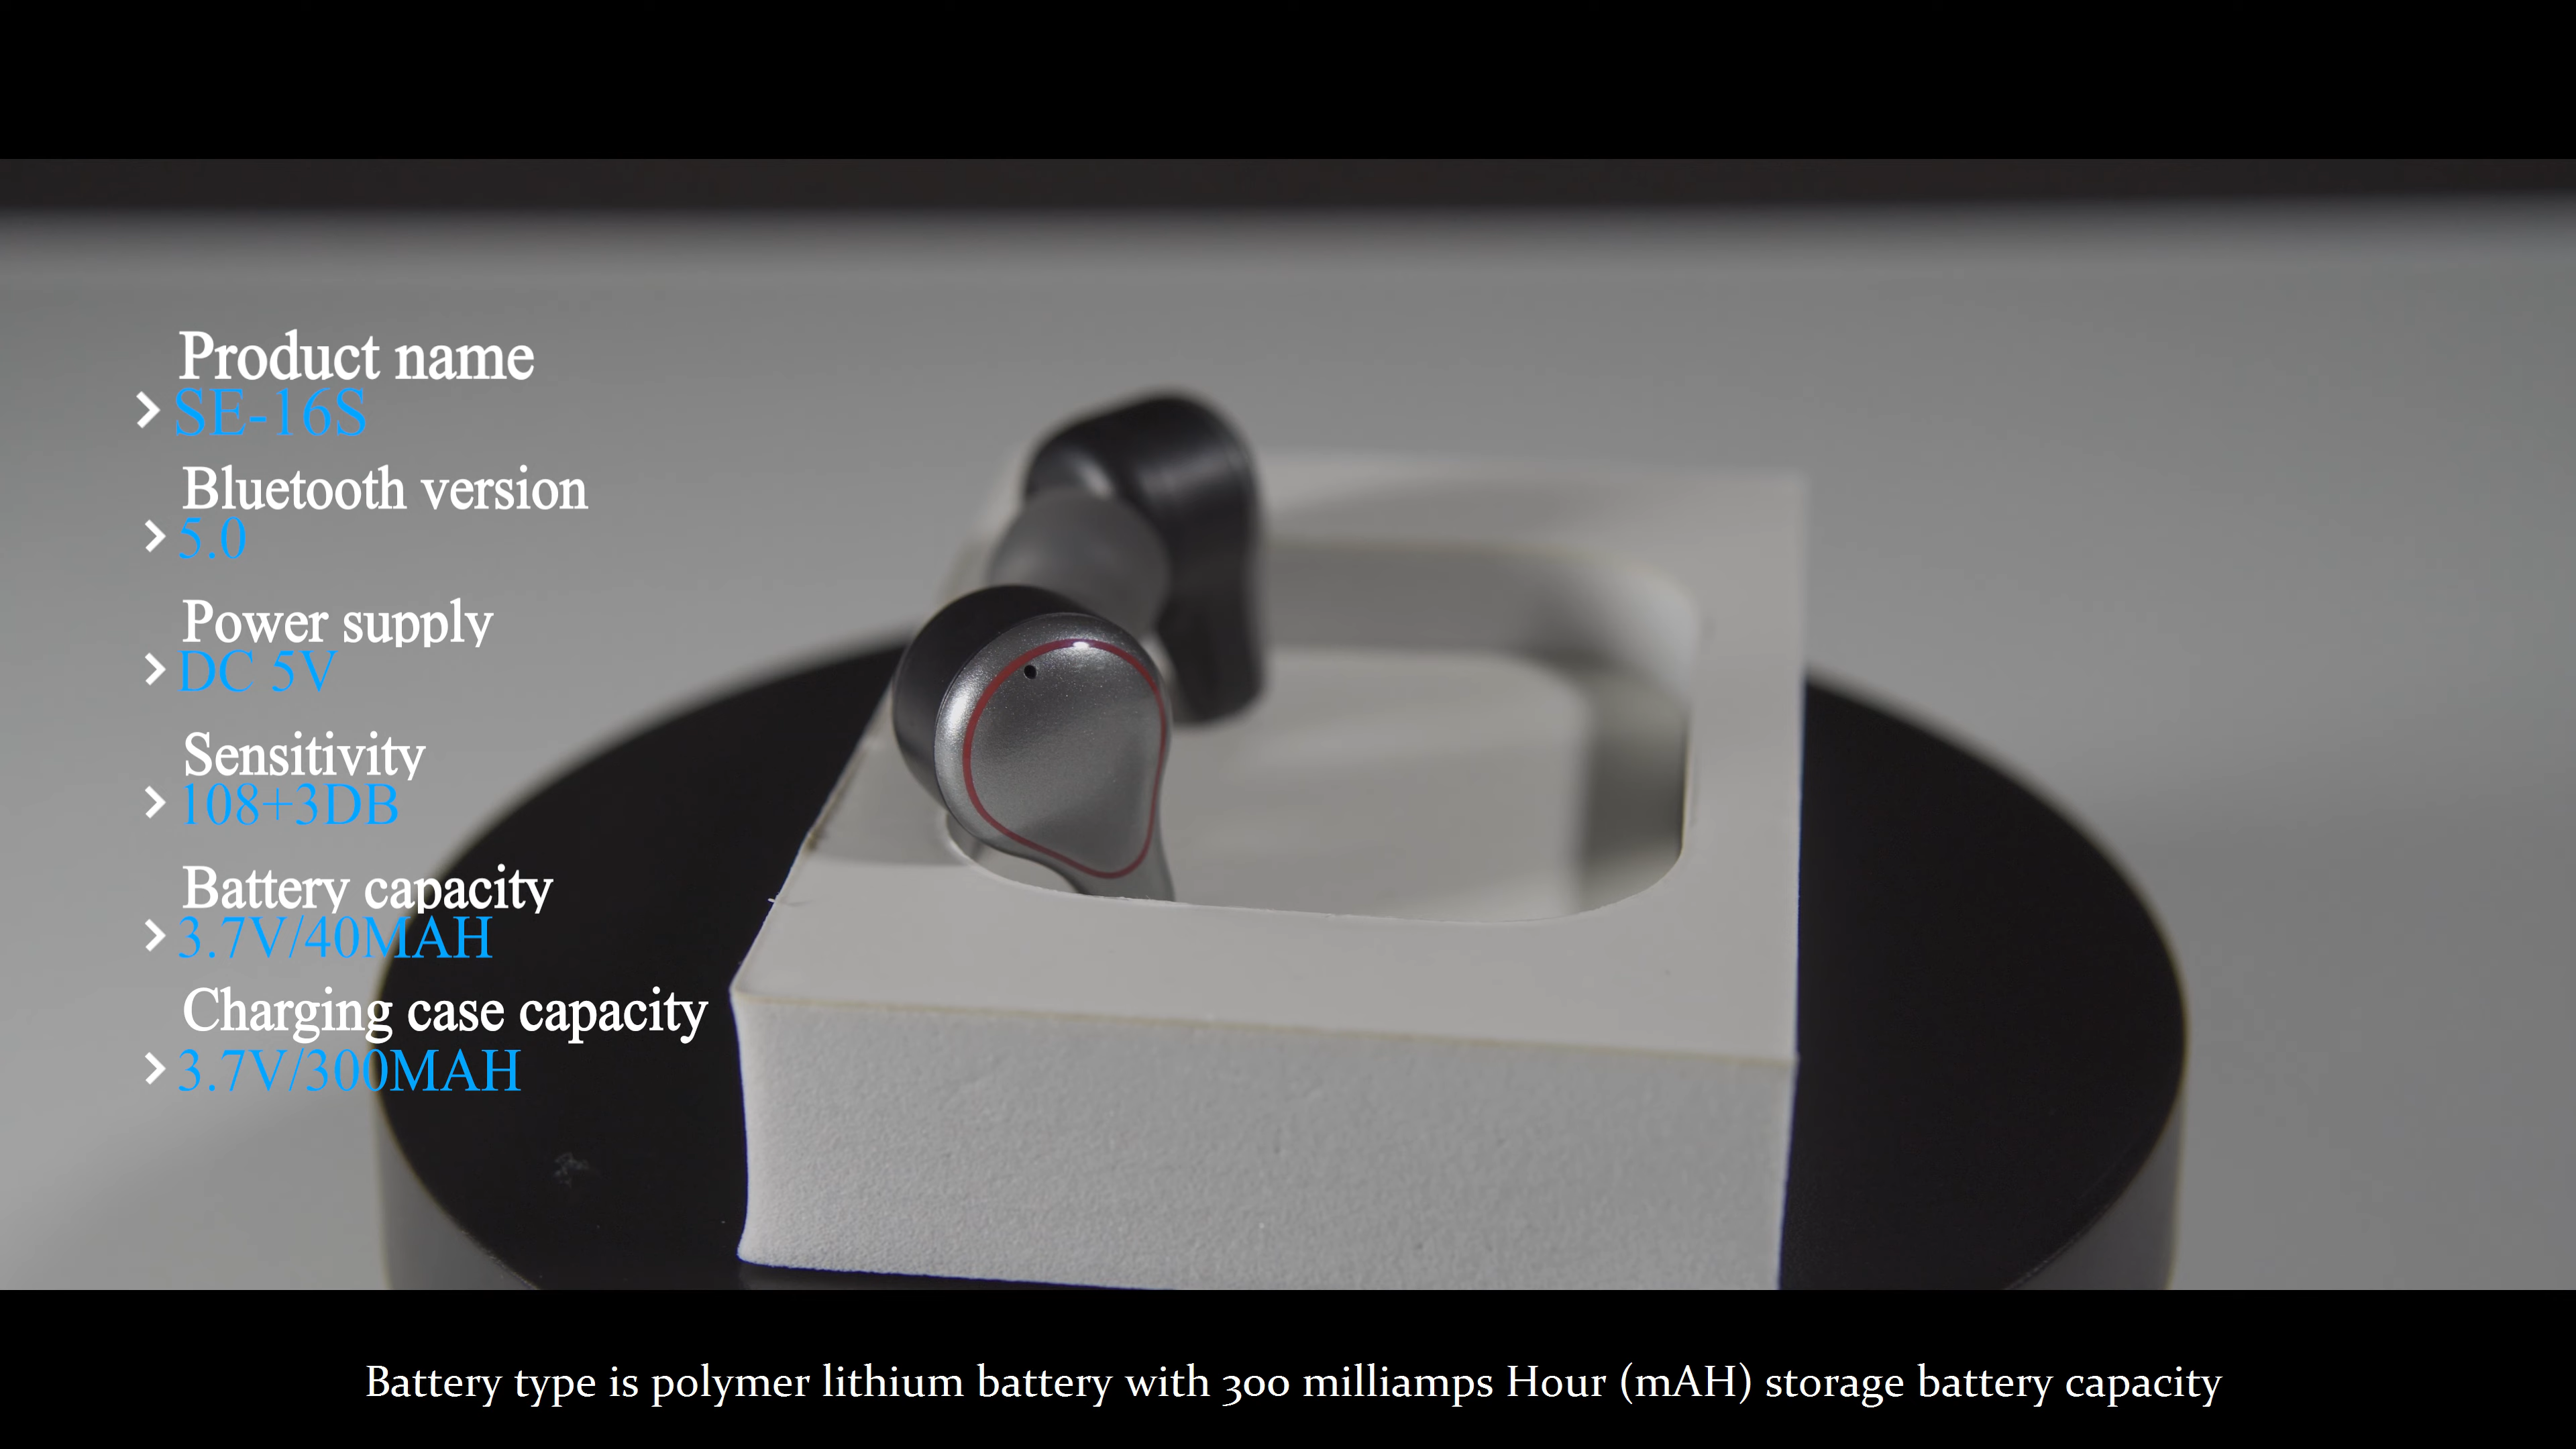 Product name
SE-16S
Bluetooth version
5.0
Power supply
DC 5V
Sensitivity
108+3DB
Battery capacity
3.7V/40MAH
Charging case capacity
3.7V/300MAH
Battery type is polymer lithium battery with 300 milliamps Hour (mAH) storage battery capacity